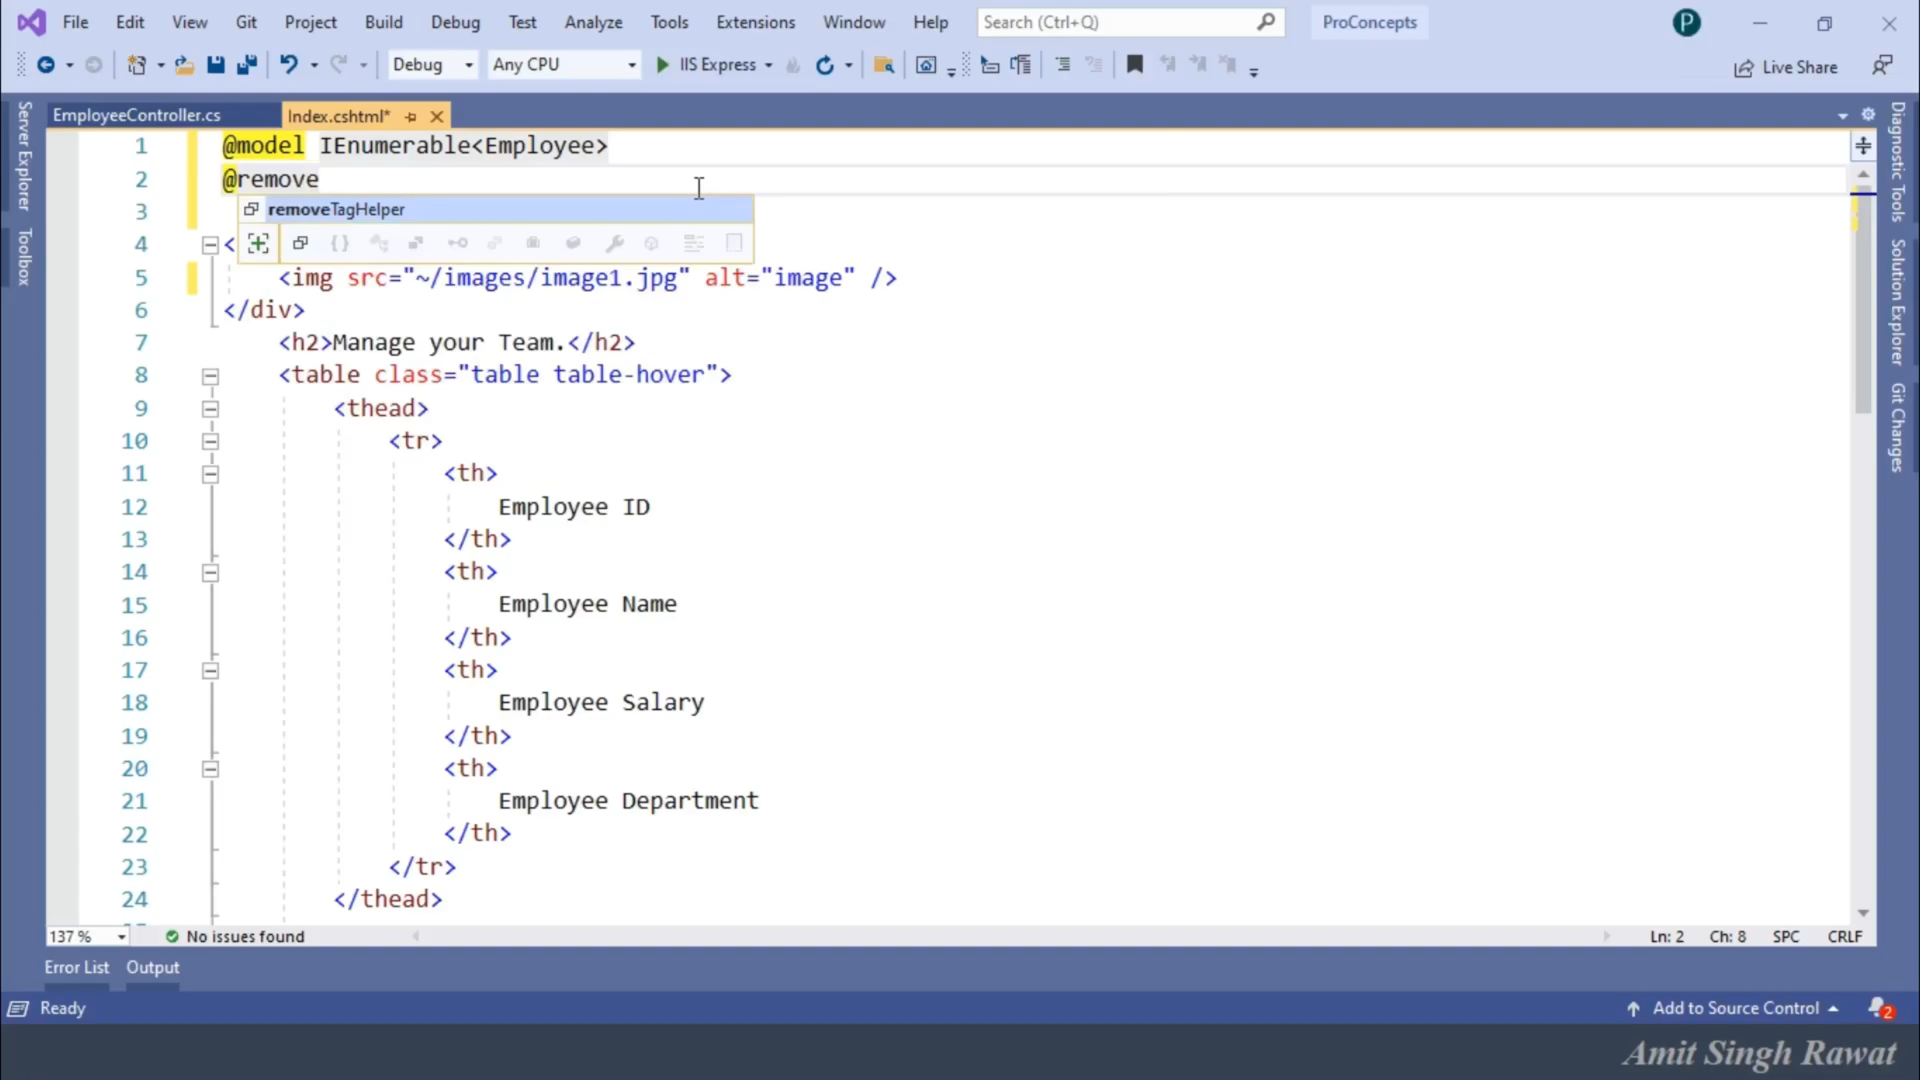 File Edit View Git Project Build Debug Test Analyze Tools Extensions Window Help Search (Ctrl+Q) ProConcepts P
Debug Any CPU IIS Express Live Share
EmployeeController.cs Index.cshtml*
Server Explorer
Toolbox
Diagnostic Tools
Solution Explorer
Git Changes
1 @model IEnumerable<Employee>
2 @remove
removeTagHelper
3
4 <
5 <img src="~/images/image1.jpg" alt="image" />
6 </div>
7 <h2>Manage your Team.</h2>
8 <table class="table table-hover">
9 <thead>
10 <tr>
11 <th>
12 Employee ID
13 </th>
14 <th>
15 Employee Name
16 </th>
17 <th>
18 Employee Salary
19 </th>
20 <th>
21 Employee Department
22 </th>
23 </tr>
24 </thead>
137 % No issues found Ln: 2 Ch: 8 SPC CRLF
Error List Output
Ready Add to Source Control 2
Amit Singh Rawat